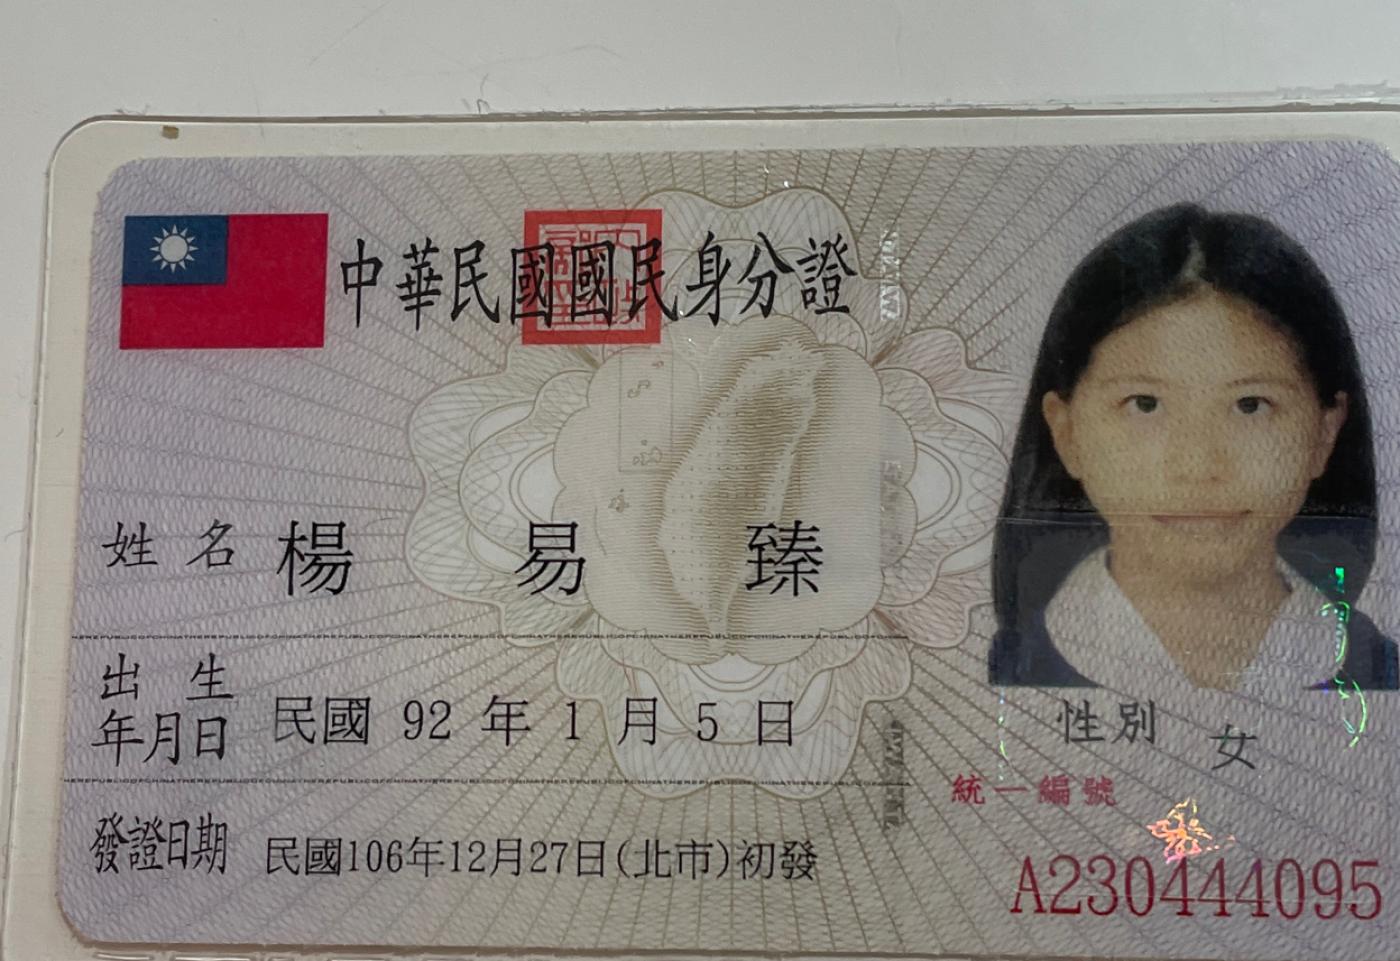 中華民國國民身分證
姓名 楊易臻
出生年月日 民國 92 年 1 月 5 日
性別 女
統一編號
A230444095
發證日期 民國106年12月27日(北市)初發